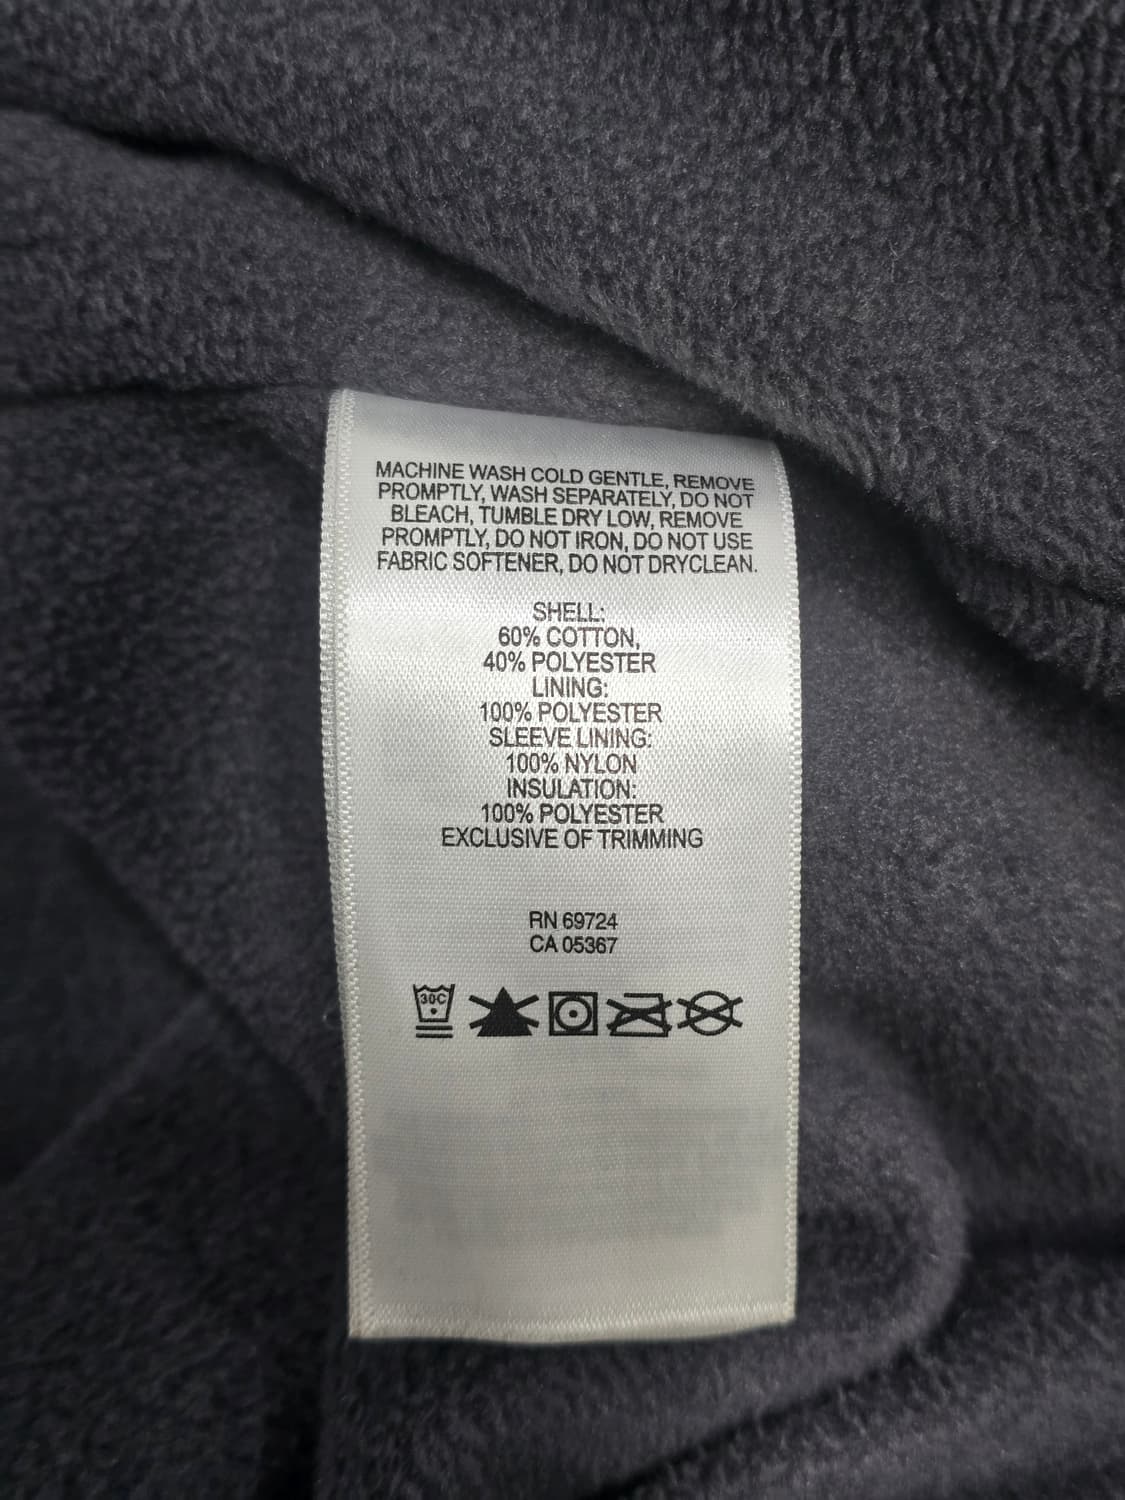 MACHINE WASH COLD GENTLE, REMOVE
PROMPTLY, WASH SEPARATELY, DO NOT
BLEACH, TUMBLE DRY LOW, REMOVE
PROMPTLY, DO NOT IRON, DO NOT USE
FABRIC SOFTENER, DO NOT DRYCLEAN.
SHELL:
60% COTTON,
40% POLYESTER
LINING:
100% POLYESTER
SLEEVE LINING:
100% NYLON
INSULATION:
100% POLYESTER
EXCLUSIVE OF TRIMMING
RN 69724
CA 05367
30C